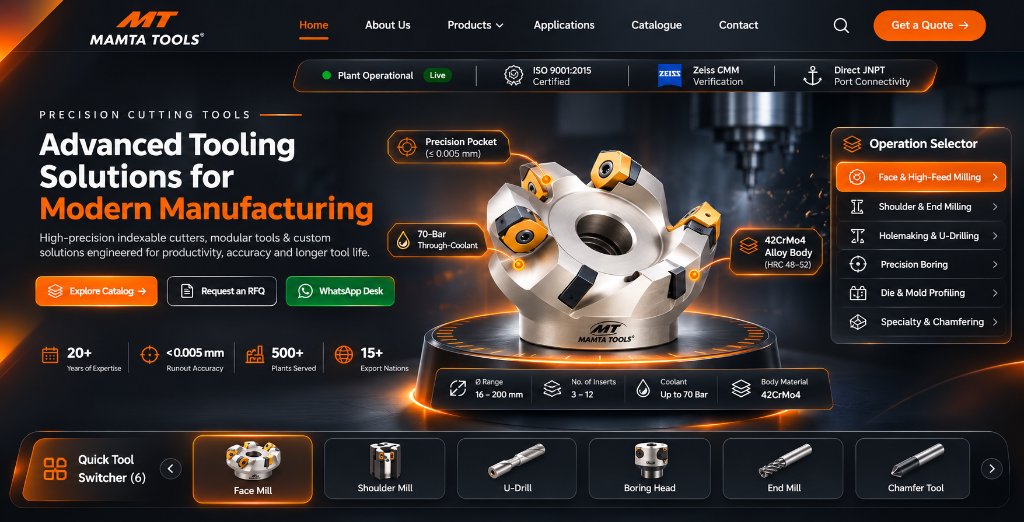 MT
MAMTA TOOLS®
Home
About Us
Products
Applications
Catalogue
Contact
Get a Quote →
Plant Operational
Live
ISO 9001:2015
Certified
ZEISS
Zeiss CMM
Verification
Direct JNPT
Port Connectivity
PRECISION CUTTING TOOLS
Advanced Tooling
Solutions for
Modern Manufacturing
High-precision indexable cutters, modular tools & custom
solutions engineered for productivity, accuracy and longer tool life.
Explore Catalog →
Request an RFQ
WhatsApp Desk
20+
Years of Expertise
<0.005 mm
Runout Accuracy
500+
Plants Served
15+
Export Nations
Precision Pocket
(≤ 0.005 mm)
70-Bar
Through-Coolant
42CrMo4
Alloy Body
(HRC 48–52)
MT
MAMTA TOOLS®
Ø Range
16 – 200 mm
No. of Inserts
3 – 12
Coolant
Up to 70 Bar
Body Material
42CrMo4
Operation Selector
Face & High-Feed Milling
Shoulder & End Milling
Holemaking & U-Drilling
Precision Boring
Die & Mold Profiling
Specialty & Chamfering
Quick Tool
Switcher (6)
Face Mill
Shoulder Mill
U-Drill
Boring Head
End Mill
Chamfer Tool